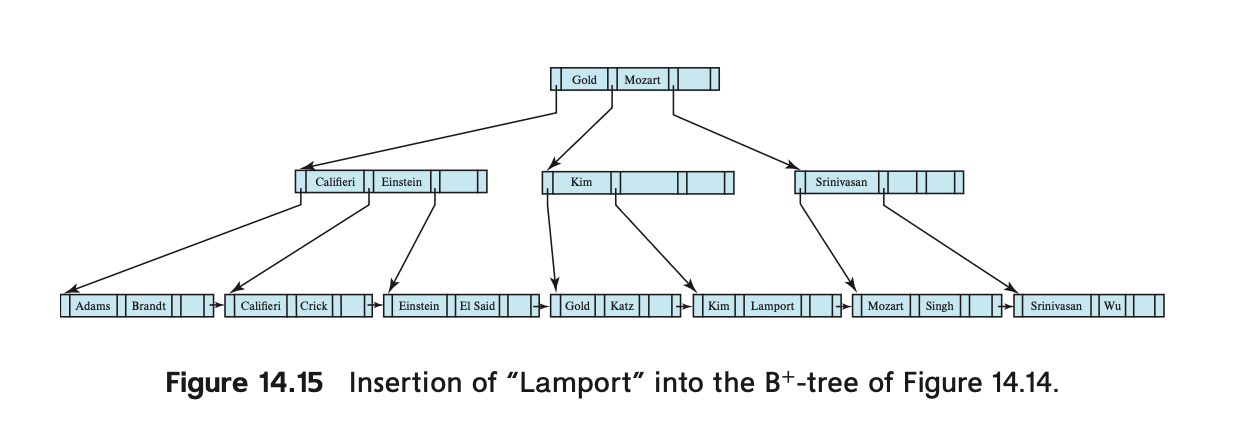 Gold Mozart
Califieri Einstein Kim Srinivasan
Adams Brandt Califieri Crick Einstein El Said Gold Katz Kim Lamport Mozart Singh Srinivasan Wu
Figure 14.15 Insertion of “Lamport” into the B+-tree of Figure 14.14.